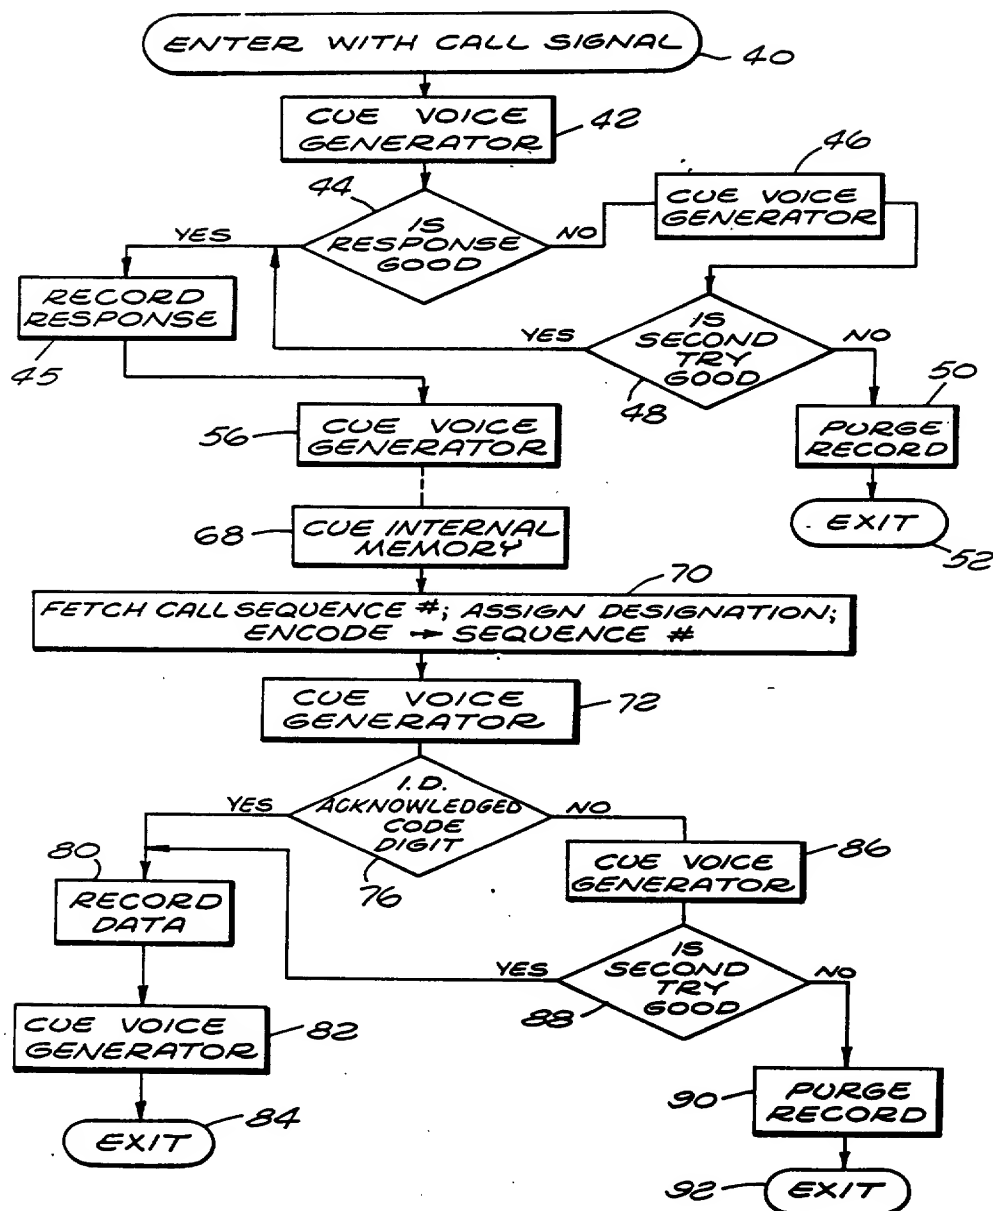 ENTER WITH CALL SIGNAL
40
CUE VOICE
GENERATOR
42
44
IS
RESPONSE
GOOD
YES
NO
46
CUE VOICE
GENERATOR
RECORD
RESPONSE
45
IS
SECOND
TRY
GOOD
YES
NO
48
50
PURGE
RECORD
EXIT
52
56
CUE VOICE
GENERATOR
68
CUE INTERNAL
MEMORY
70
FETCH CALL SEQUENCE #; ASSIGN DESIGNATION;
ENCODE → SEQUENCE #
CUE VOICE
GENERATOR
72
I.D.
ACKNOWLEDGED
CODE
DIGIT
YES
NO
76
80
RECORD
DATA
CUE VOICE
GENERATOR
86
IS
SECOND
TRY
GOOD
YES
NO
88
CUE VOICE
GENERATOR
82
EXIT
84
90
PURGE
RECORD
92
EXIT